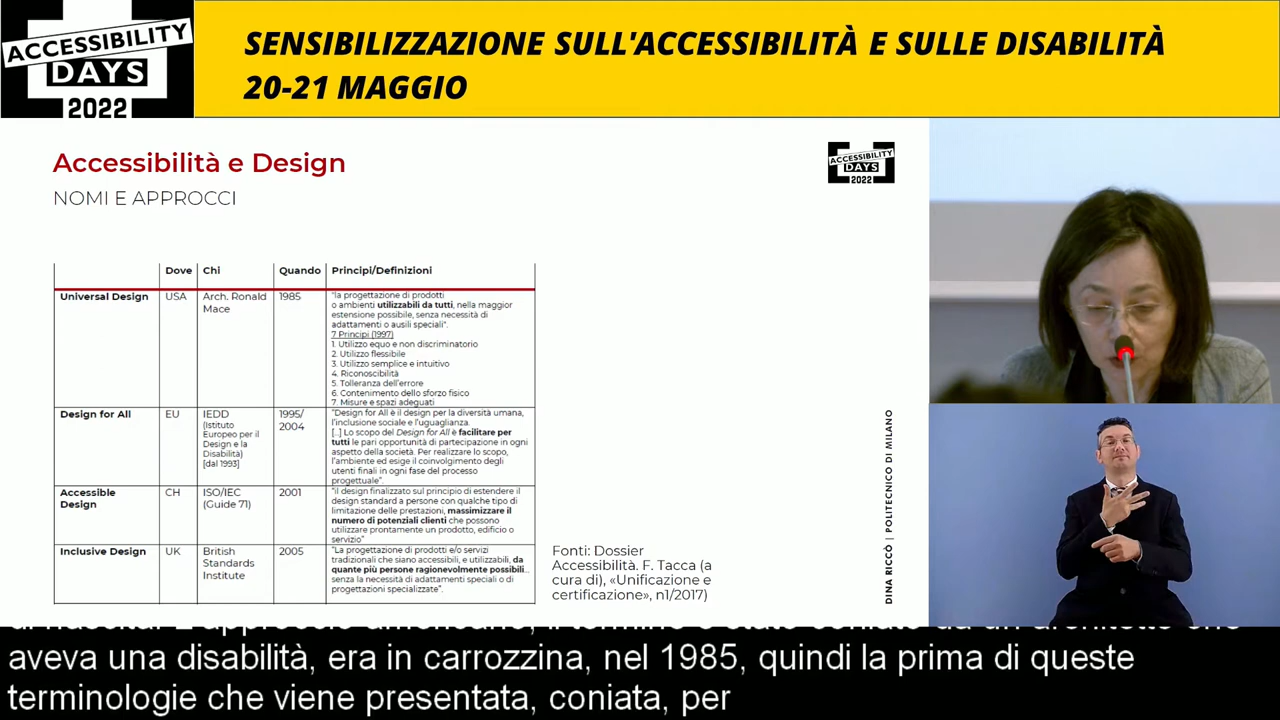 ACCESSIBILITY
DAYS
2022
SENSIBILIZZAZIONE SULL'ACCESSIBILITÀ E SULLE DISABILITÀ
20-21 MAGGIO
Accessibilità e Design
NOMI E APPROCCI
ACCESSIBILITY
DAYS
2022
Dove Chi Quando Principi/Definizioni
Universal Design USA Arch. Ronald Mace 1985
"la progettazione di prodotti
o ambienti utilizzabili da tutti, nella maggior
estensione possibile, senza necessità di
adattamenti o ausili speciali".
7 Principi (1997)
1. Utilizzo equo e non discriminatorio
2. Utilizzo flessibile
3. Utilizzo semplice e intuitivo
4. Riconoscibilità
5. Tolleranza dell'errore
6. Contenimento dello sforzo fisico
7. Misure e spazi adeguati
Design for All EU IEDD
(Istituto
Europeo per il
Design e la
Disabilità)
[dal 1993]
1995/
2004
"Design for All è il design per la diversità umana,
l'inclusione sociale e l'uguaglianza.
[..] Lo scopo del Design for All è facilitare per
tutti le pari opportunità di partecipazione in ogni
aspetto della società. Per realizzare lo scopo,
l'ambiente ed esige il coinvolgimento degli
utenti finali in ogni fase del processo
progettuale".
Accessible
Design
CH ISO/IEC
(Guide 71)
2001
"il design finalizzato sul principio di estendere il
design standard a persone con qualche tipo di
limitazione delle prestazioni, massimizzare il
numero di potenziali clienti che possono
utilizzare prontamente un prodotto, edificio o
servizio"
Inclusive Design UK British
Standards
Institute
2005
"La progettazione di prodotti e/o servizi
tradizionali che siano accessibili, e utilizzabili, da
quante più persone ragionevolmente possibili...
senza la necessità di adattamenti speciali o di
progettazioni specializzate".
Fonti: Dossier
Accessibilità. F. Tacca (a
cura di), «Unificazione e
certificazione», n1/2017)
DINA RICCÒ | POLITECNICO DI MILANO
aveva una disabilità, era in carrozzina, nel 1985, quindi la prima di queste
terminologie che viene presentata, coniata, per